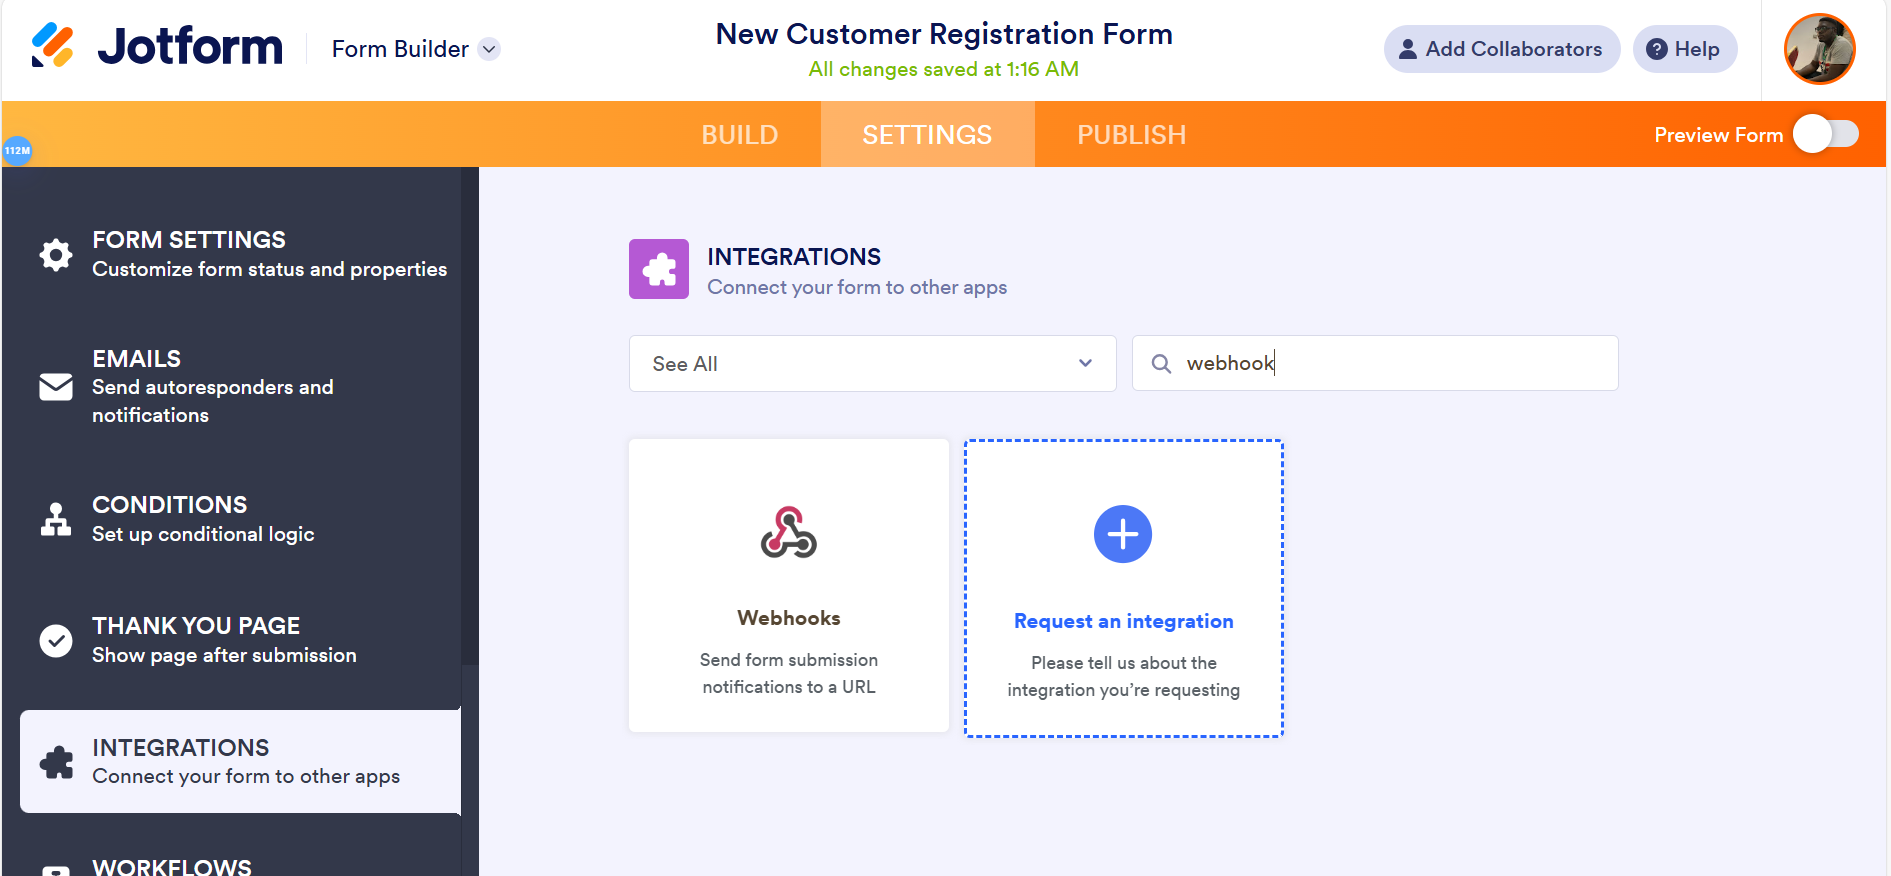 Jotform
Form Builder
New Customer Registration Form
All changes saved at 1:16 AM
Add Collaborators
Help
BUILD
SETTINGS
PUBLISH
Preview Form
112M
FORM SETTINGS
Customize form status and properties
EMAILS
Send autoresponders and
notifications
CONDITIONS
Set up conditional logic
THANK YOU PAGE
Show page after submission
INTEGRATIONS
Connect your form to other apps
WORKFLOWS
INTEGRATIONS
Connect your form to other apps
See All
webhook
Webhooks
Send form submission
notifications to a URL
Request an integration
Please tell us about the
integration you’re requesting